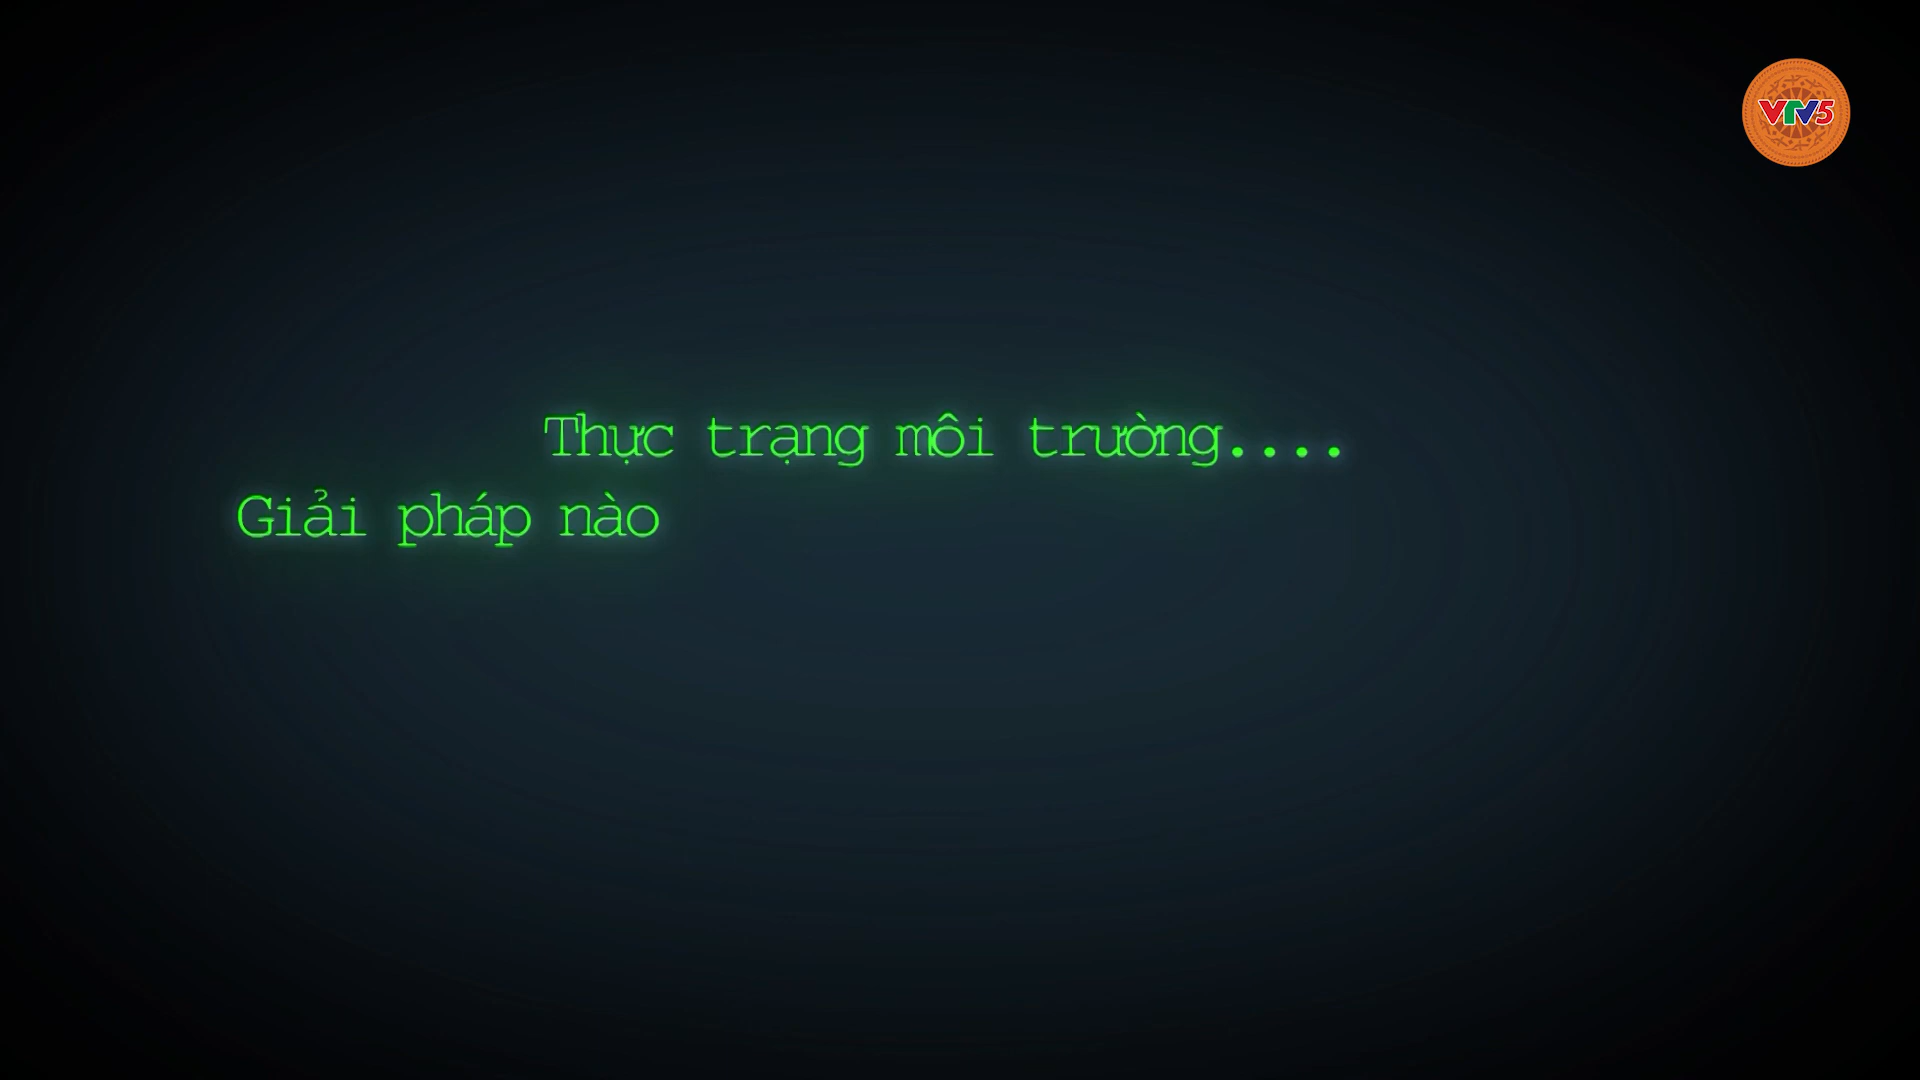 VTV5
Thực trạng môi trường....
Giải pháp nào